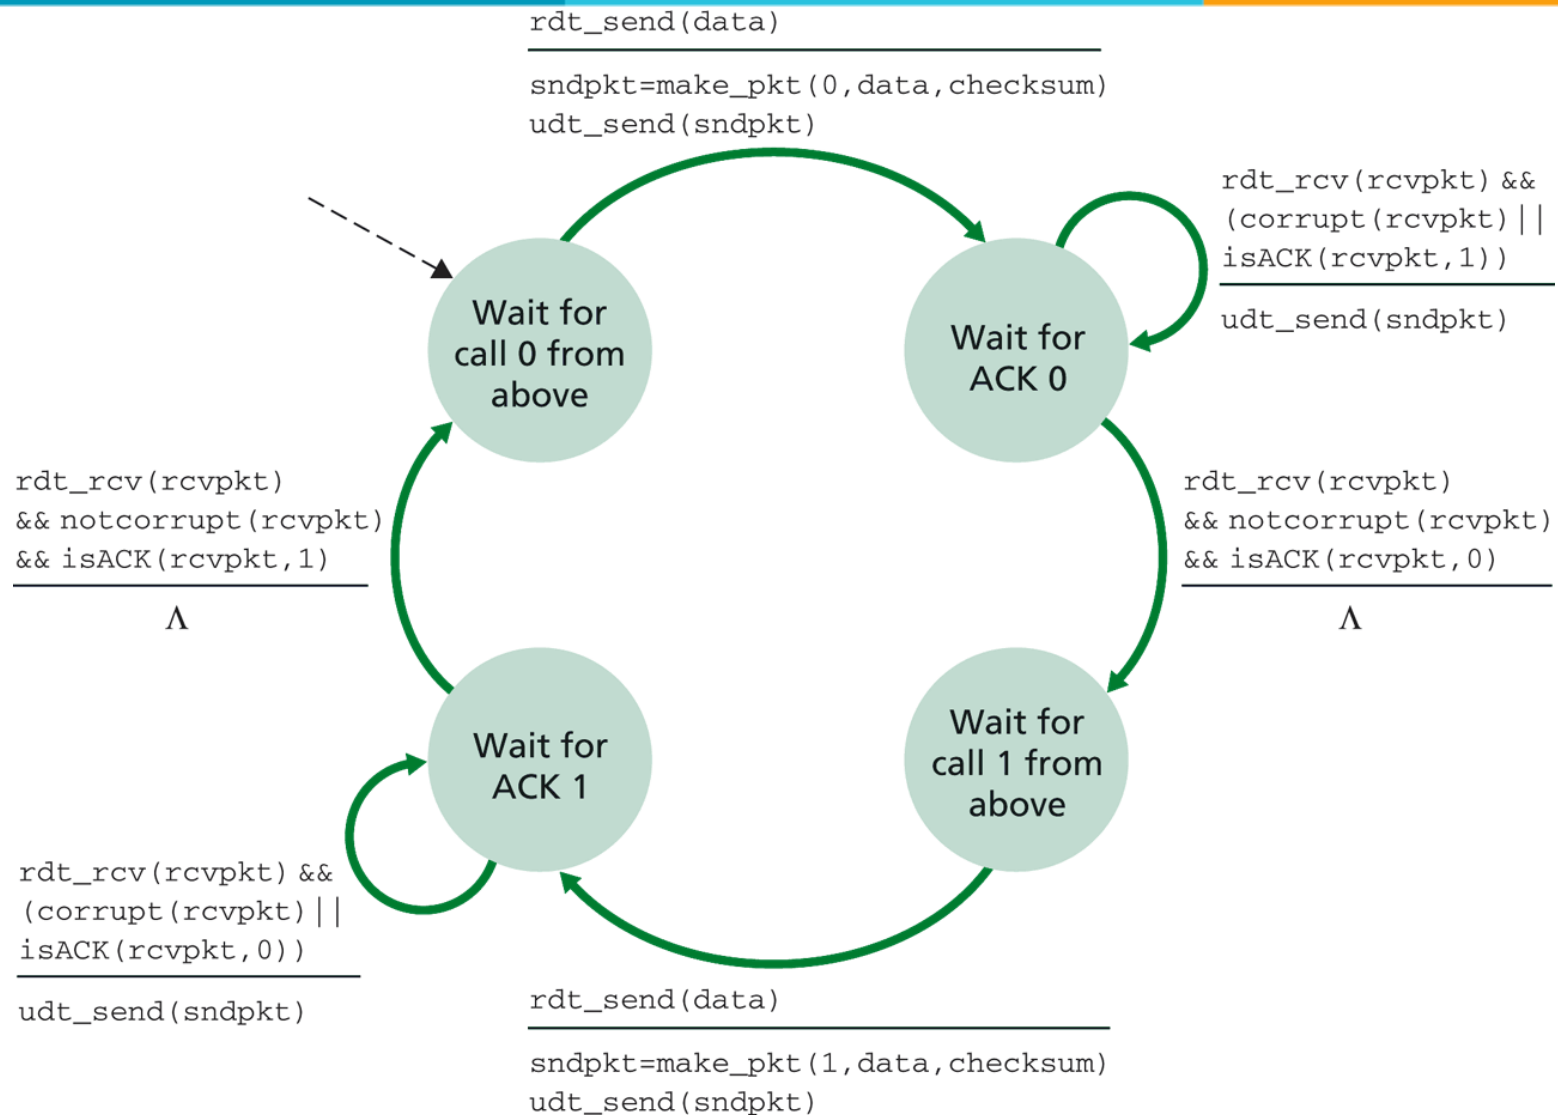 rdt_send(data)
sndpkt=make_pkt(0,data,checksum)
udt_send(sndpkt)
rdt_rcv(rcvpkt) &&
(corrupt(rcvpkt)||
isACK(rcvpkt,1))
udt_send(sndpkt)
Wait for
call 0 from
above
Wait for
ACK 0
rdt_rcv(rcvpkt)
&& notcorrupt(rcvpkt)
&& isACK(rcvpkt,1)
Λ
rdt_rcv(rcvpkt)
&& notcorrupt(rcvpkt)
&& isACK(rcvpkt,0)
Λ
Wait for
ACK 1
Wait for
call 1 from
above
rdt_rcv(rcvpkt) &&
(corrupt(rcvpkt)||
isACK(rcvpkt,0))
udt_send(sndpkt)
rdt_send(data)
sndpkt=make_pkt(1,data,checksum)
udt_send(sndpkt)